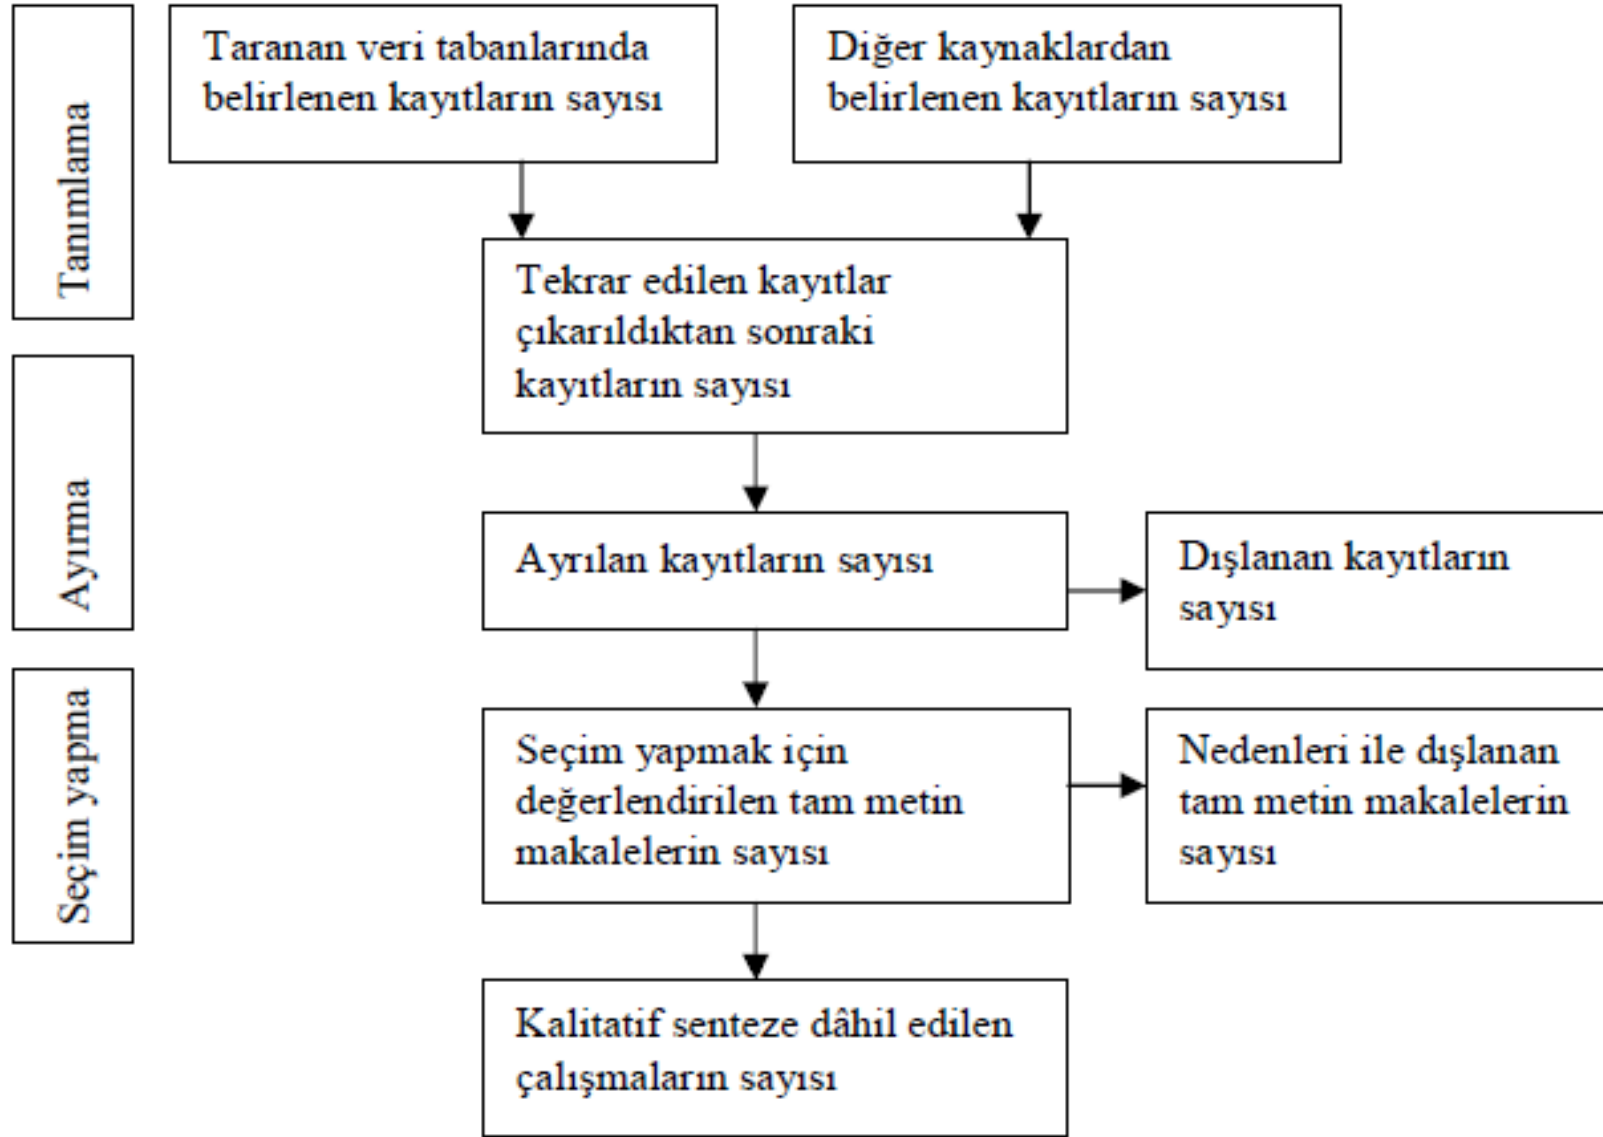 Tanımlama
Taranan veri tabanlarında
belirlenen kayıtların sayısı
Diğer kaynaklardan
belirlenen kayıtların sayısı
Tekrar edilen kayıtlar
çıkarıldıktan sonraki
kayıtların sayısı
Ayırma
Ayrılan kayıtların sayısı
Dışlanan kayıtların
sayısı
Seçim yapma
Seçim yapmak için
değerlendirilen tam metin
makalelerin sayısı
Nedenleri ile dışlanan
tam metin makalelerin
sayısı
Kalitatif senteze dâhil edilen
çalışmaların sayısı